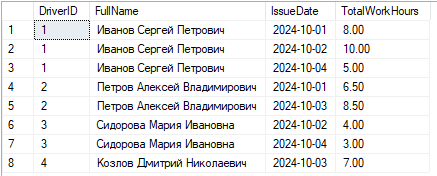 DriverID FullName IssueDate TotalWorkHours
1 1 Иванов Сергей Петрович 2024-10-01 8.00
2 1 Иванов Сергей Петрович 2024-10-02 10.00
3 1 Иванов Сергей Петрович 2024-10-04 5.00
4 2 Петров Алексей Владимирович 2024-10-01 6.50
5 2 Петров Алексей Владимирович 2024-10-03 8.50
6 3 Сидорова Мария Ивановна 2024-10-02 4.00
7 3 Сидорова Мария Ивановна 2024-10-04 3.00
8 4 Козлов Дмитрий Николаевич 2024-10-03 7.00